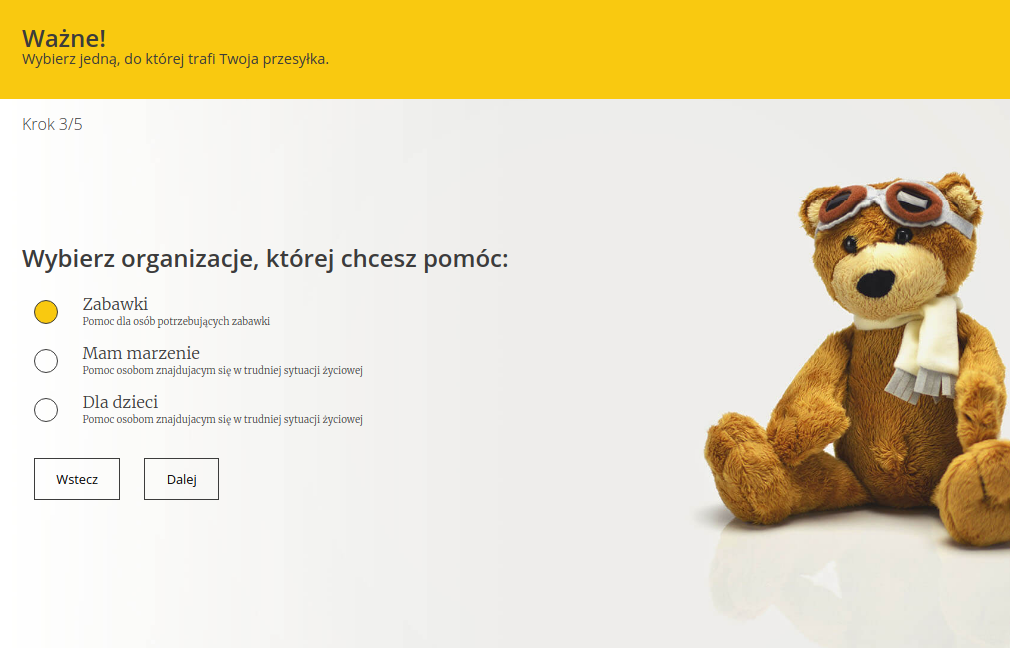 Ważne!
Wybierz jedną, do której trafi Twoja przesyłka.
Krok 3/5
Wybierz organizacje, której chcesz pomóc:
Zabawki
Pomoc dla osób potrzebujących zabawki
Mam marzenie
Pomoc osobom znajdujacym się w trudniej sytuacji życiowej
Dla dzieci
Pomoc osobom znajdujacym się w trudniej sytuacji życiowej
Wstecz
Dalej